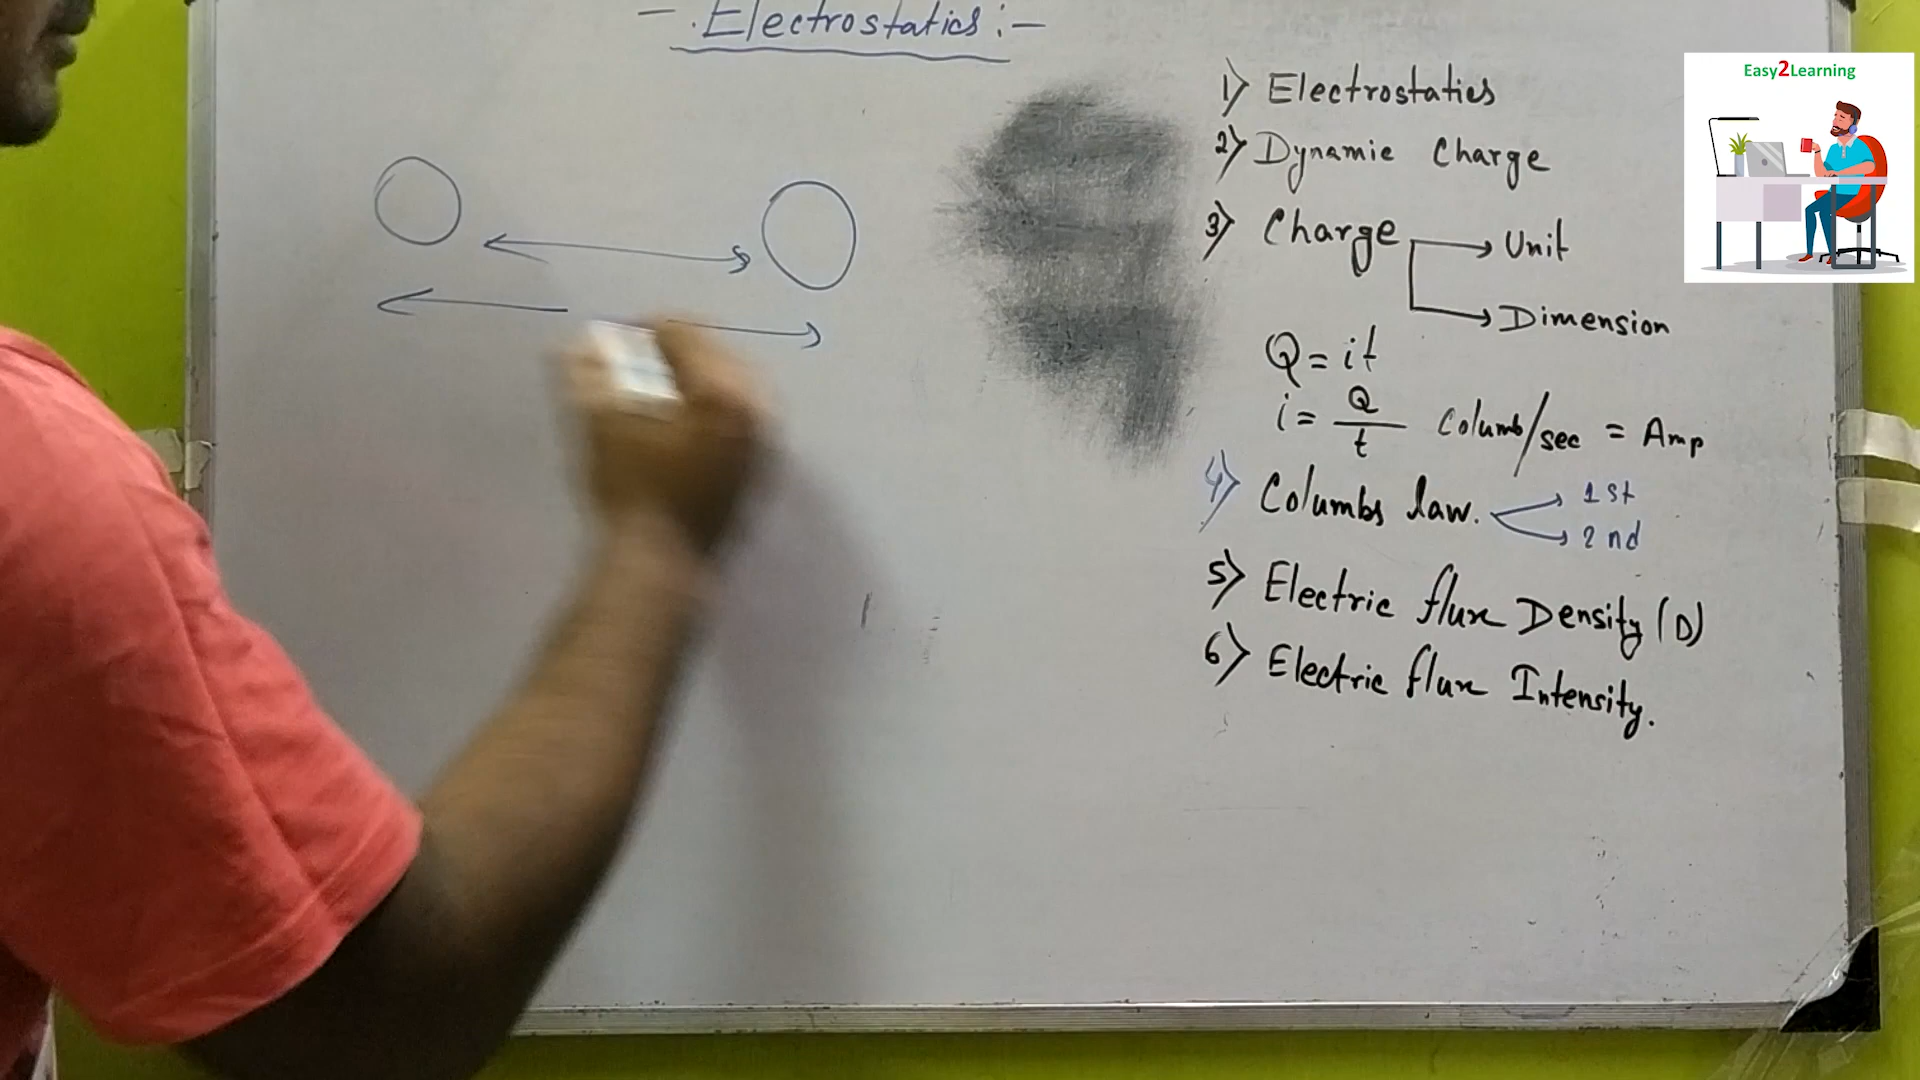 — . Electrostatics :—
1) Electrostatics
2) Dynamic Charge
3) Charge → Unit
→ Dimension
Q = it
i = Q/t Columb/sec = Amp
4) Columbs law. → 1st
→ 2nd
5) Electric flux Density (D)
6) Electric flux Intensity.
Easy2Learning